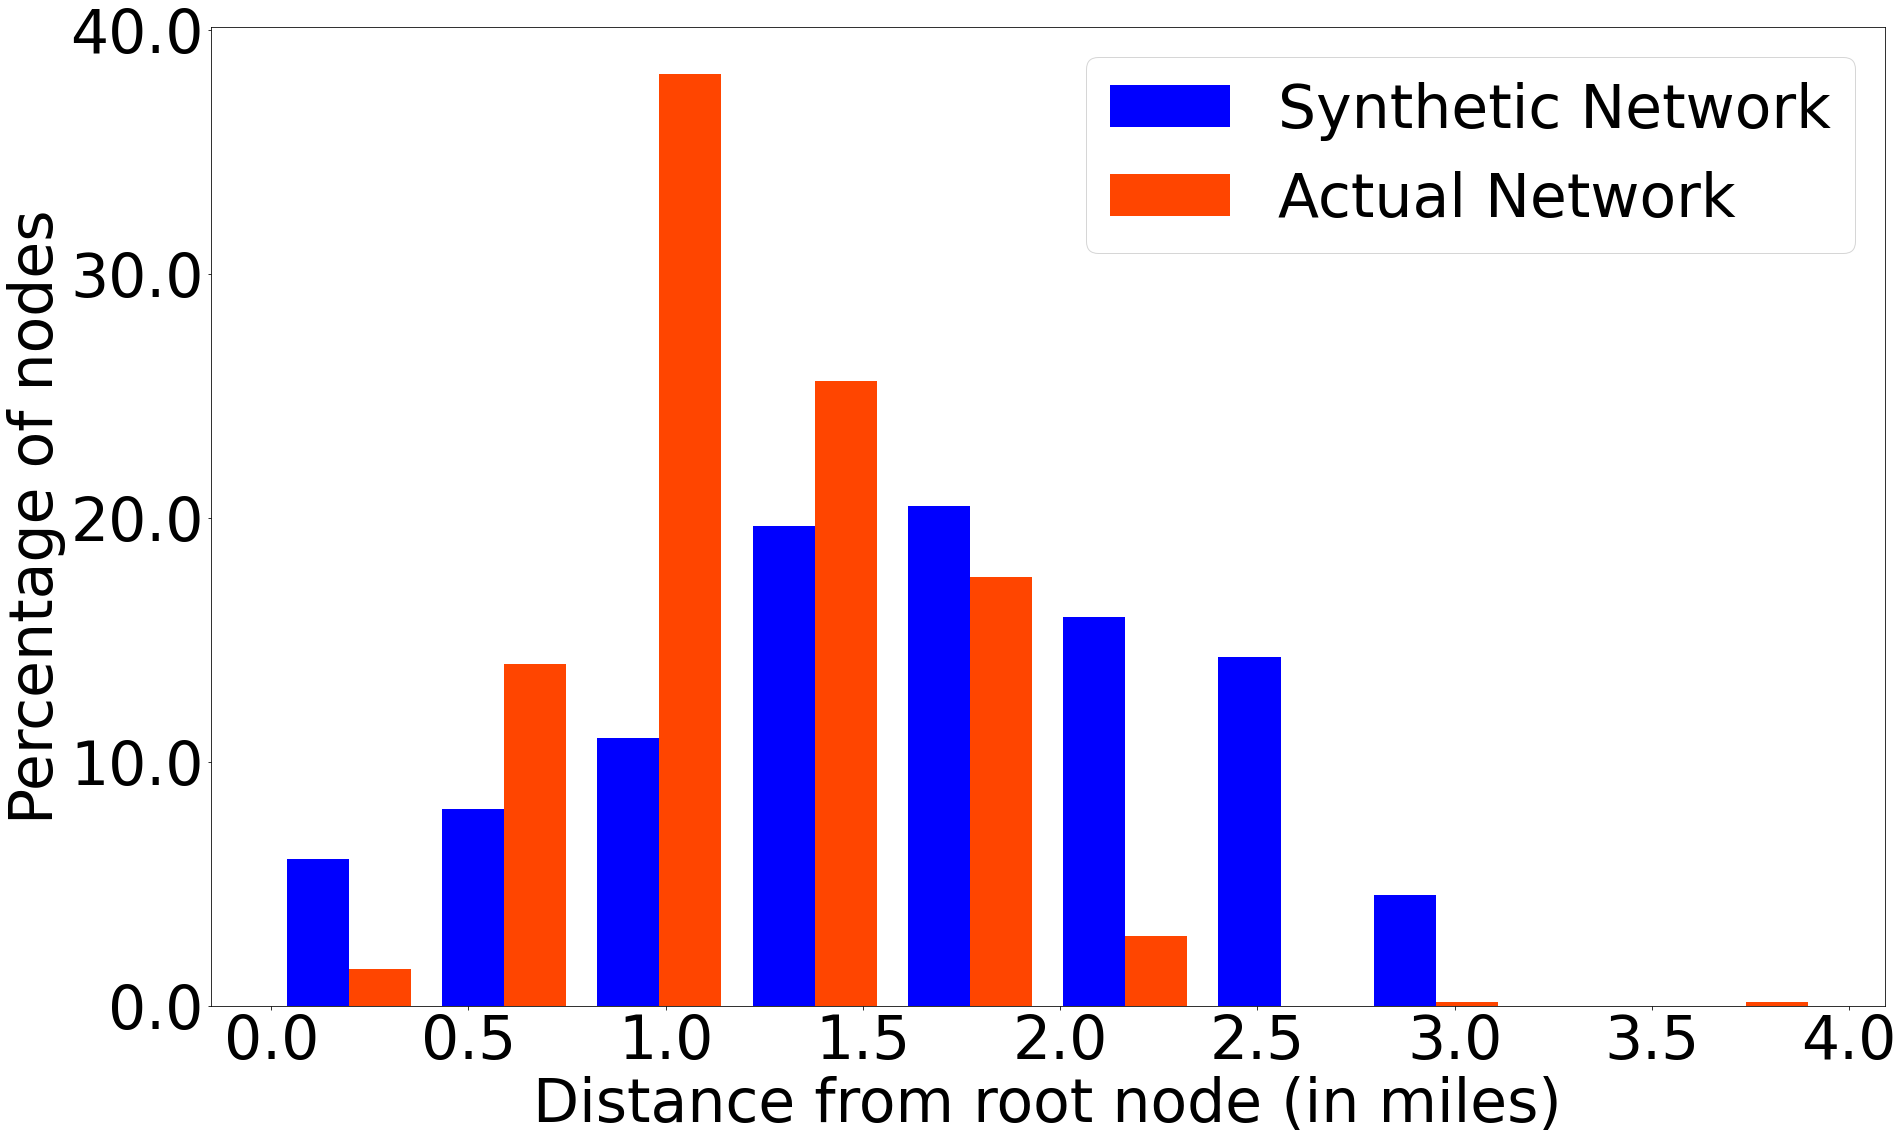 Synthetic Network
Actual Network
Percentage of nodes
40.0
30.0
20.0
10.0
0.0
0.0 0.5 1.0 1.5 2.0 2.5 3.0 3.5 4.0
Distance from root node (in miles)